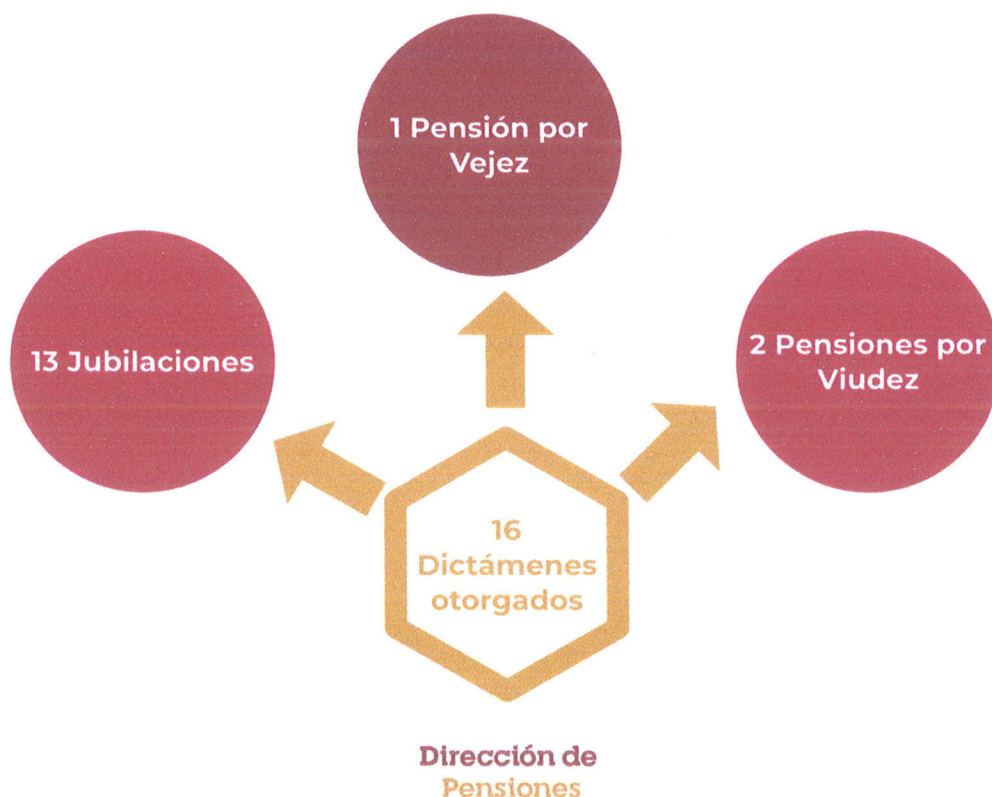 1 Pensión por
Vejez
13 Jubilaciones
2 Pensiones por
Viudez
16
Dictámenes
otorgados
Dirección de
Pensiones